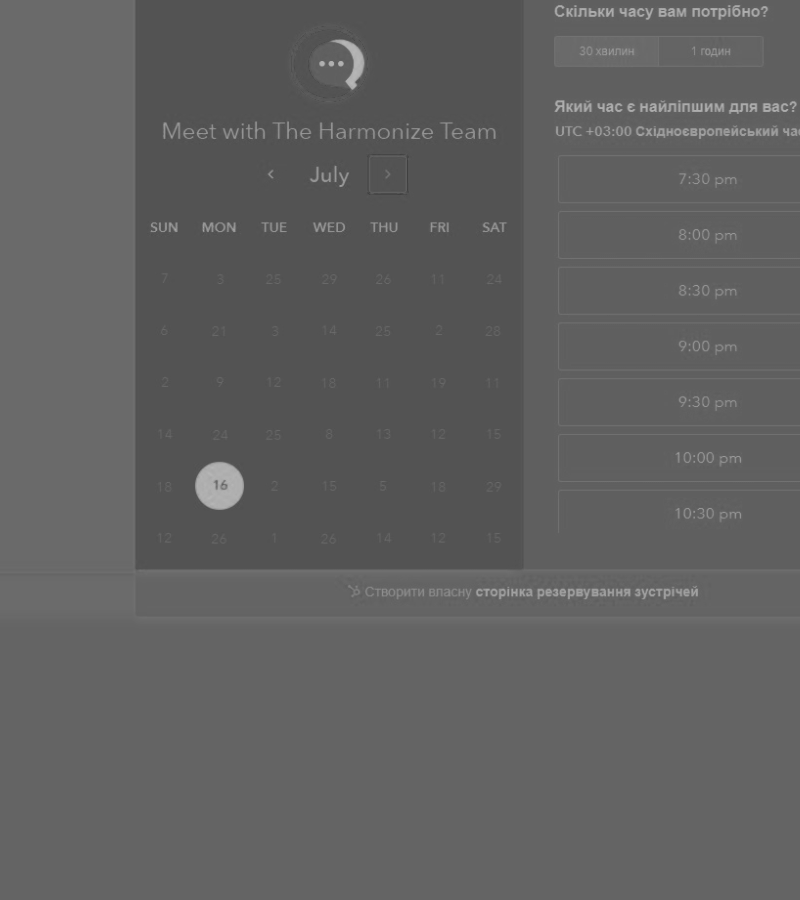 Meet with The Harmonize Team
July
SUN MON TUE WED THU FRI SAT
7 3 25 29 26 11 24
6 21 3 14 25 2 28
2 9 12 18 11 19 11
14 24 25 8 13 12 15
18 16 2 15 5 18 29
12 26 1 26 14 12 15
Скільки часу вам потрібно?
30 хвилин 1 годин
Який час є найліпшим для вас?
UTC +03:00 Східноєвропейський
7:30 pm
8:00 pm
8:30 pm
9:00 pm
9:30 pm
10:00 pm
10:30 pm
Створити власну сторінка резервування зустрічей